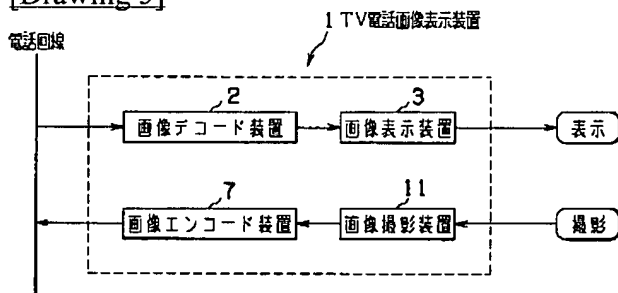 [Drawing 9]
1 TV電話画像表示装置
電話回線
2
3
画像デコード装置
画像表示装置
表示
7
11
画像エンコード装置
画像撮影装置
撮影